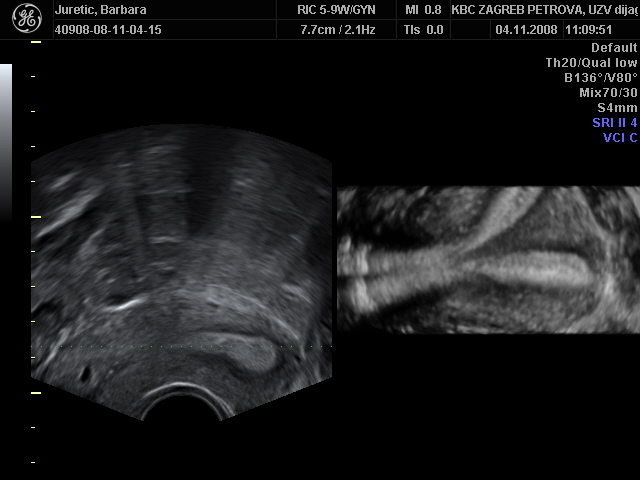 Juretic, Barbara RIC 5-9W/GYN MI 0.8 KBC ZAGREB PETROVA, UZV dijag
40908-08-11-04-15 7.7cm / 2.1Hz TIs 0.0 04.11.2008 11:09:51
Default
Th20/Qual low
B136°/V80°
Mix70/30
S4mm
SRI II 4
VCI C